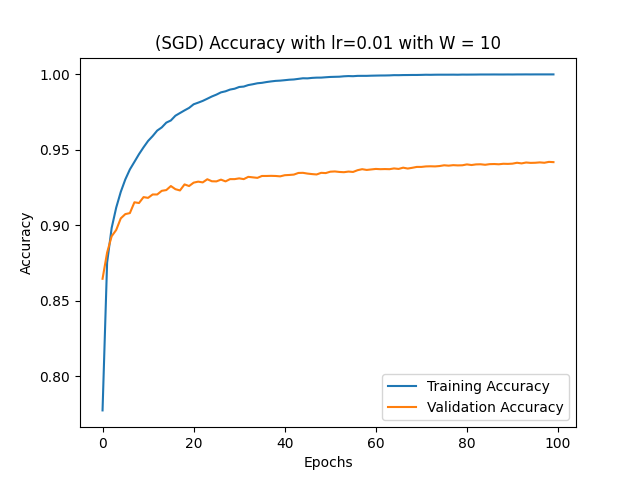 (SGD) Accuracy with lr=0.01 with W = 10
1.00
0.95
0.90
0.85
0.80
Accuracy
0 20 40 60 80 100
Epochs
Training Accuracy
Validation Accuracy